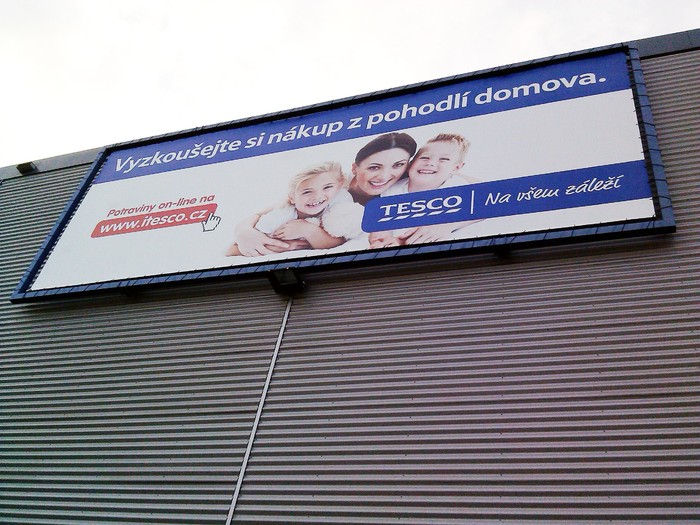 Vyzkoušejte si nákup z pohodlí domova.
Potraviny on-line na
www.itesco.cz
TESCO | Na všem záleží